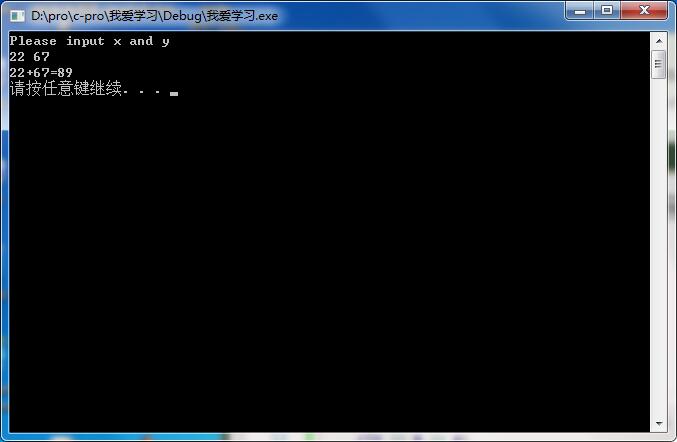 D:\pro\c-pro\我爱学习\Debug\我爱学习.exe
Please input x and y
22 67
22+67=89
请按任意键继续. . .